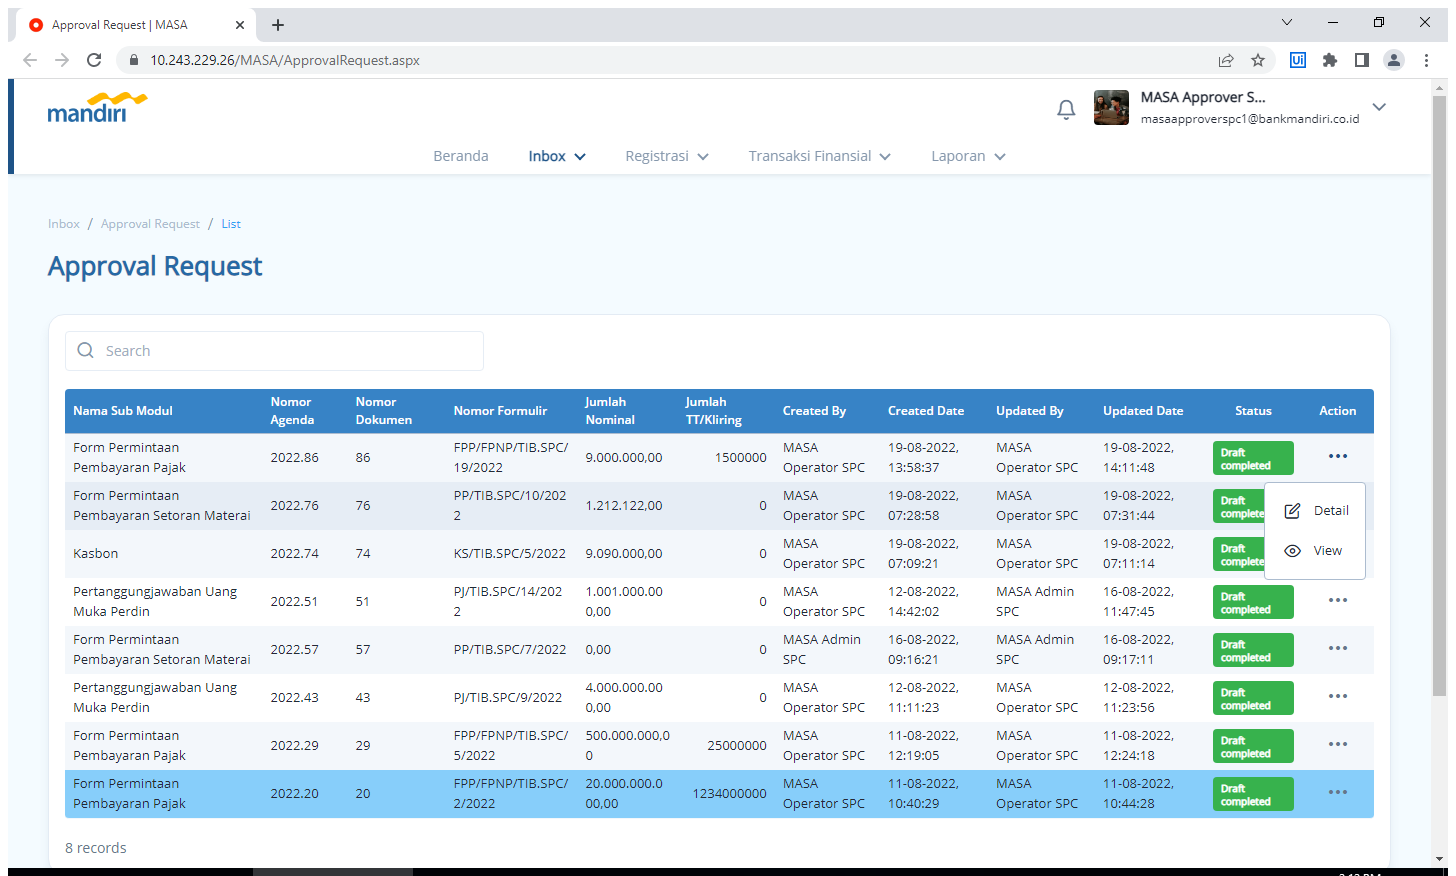 Approval Request | MASA
10.243.229.26/MASA/ApprovalRequest.aspx
Ui
mandiri
MASA Approver S...
masaapproverspc1@bankmandiri.co.id
Beranda Inbox Registrasi Transaksi Finansial Laporan
Inbox / Approval Request / List
Approval Request
Search
Nama Sub Modul Nomor Agenda Nomor Dokumen Nomor Formulir Jumlah Nominal Jumlah TT/Kliring Created By Created Date Updated By Updated Date Status Action
Form Permintaan Pembayaran Pajak 2022.86 86 FPP/FPNP/TIB.SPC/19/2022 9.000.000,00 1500000 MASA Operator SPC 19-08-2022, 13:58:37 MASA Operator SPC 19-08-2022, 14:11:48 Draft completed
Form Permintaan Pembayaran Setoran Materai 2022.76 76 PP/TIB.SPC/10/2022 1.212.122,00 0 MASA Operator SPC 19-08-2022, 07:28:58 MASA Operator SPC 19-08-2022, 07:31:44 Draft complete
Detail
Kasbon 2022.74 74 KS/TIB.SPC/5/2022 9.090.000,00 0 MASA Operator SPC 19-08-2022, 07:09:21 MASA Operator SPC 19-08-2022, 07:11:14 Draft complete
View
Pertanggungjawaban Uang Muka Perdin 2022.51 51 PJ/TIB.SPC/14/2022 1.001.000.000,00 0 MASA Operator SPC 12-08-2022, 14:42:02 MASA Admin SPC 16-08-2022, 11:47:45 Draft completed
Form Permintaan Pembayaran Setoran Materai 2022.57 57 PP/TIB.SPC/7/2022 0,00 0 MASA Admin SPC 16-08-2022, 09:16:21 MASA Admin SPC 16-08-2022, 09:17:11 Draft completed
Pertanggungjawaban Uang Muka Perdin 2022.43 43 PJ/TIB.SPC/9/2022 4.000.000.000,00 0 MASA Operator SPC 12-08-2022, 11:11:23 MASA Operator SPC 12-08-2022, 11:23:56 Draft completed
Form Permintaan Pembayaran Pajak 2022.29 29 FPP/FPNP/TIB.SPC/5/2022 500.000.000,00 25000000 MASA Operator SPC 11-08-2022, 12:19:05 MASA Operator SPC 11-08-2022, 12:24:18 Draft completed
Form Permintaan Pembayaran Pajak 2022.20 20 FPP/FPNP/TIB.SPC/2/2022 20.000.000.000,00 1234000000 MASA Operator SPC 11-08-2022, 10:40:29 MASA Operator SPC 11-08-2022, 10:44:28 Draft completed
8 records